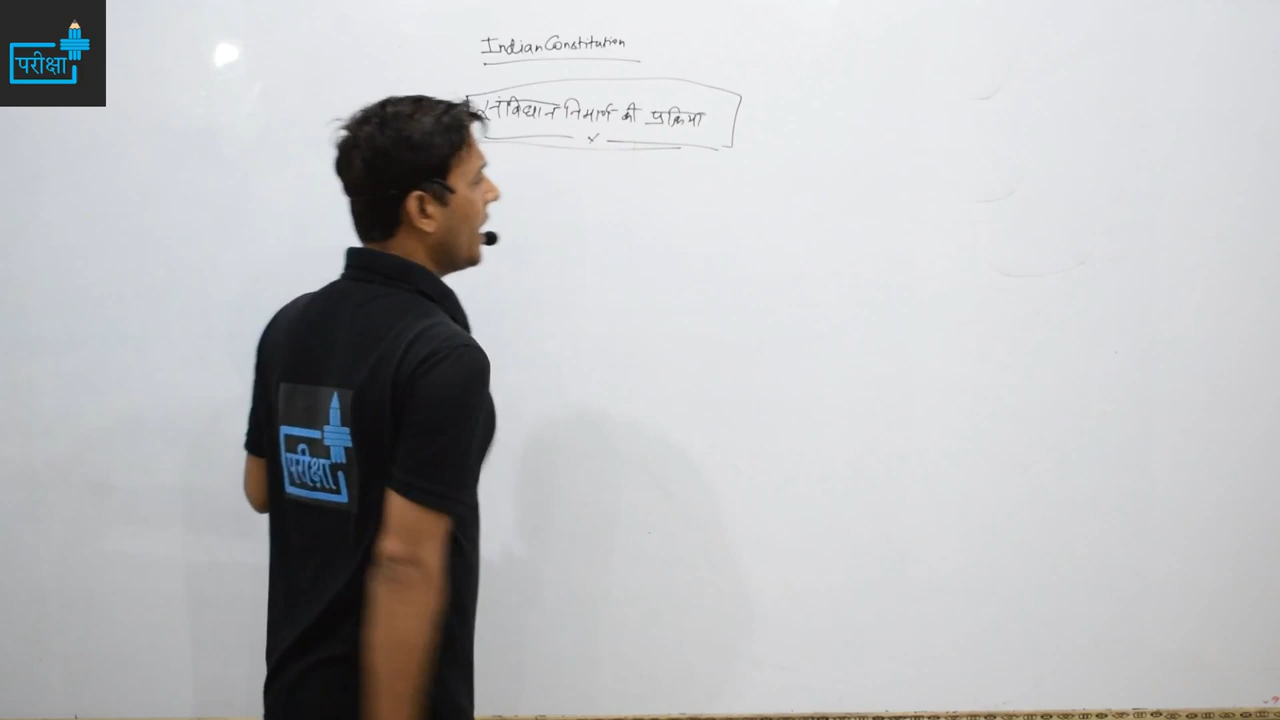 परीक्षा
Indian Constitution
संविधान निमार्ण की प्रक्रिया
परीक्षा